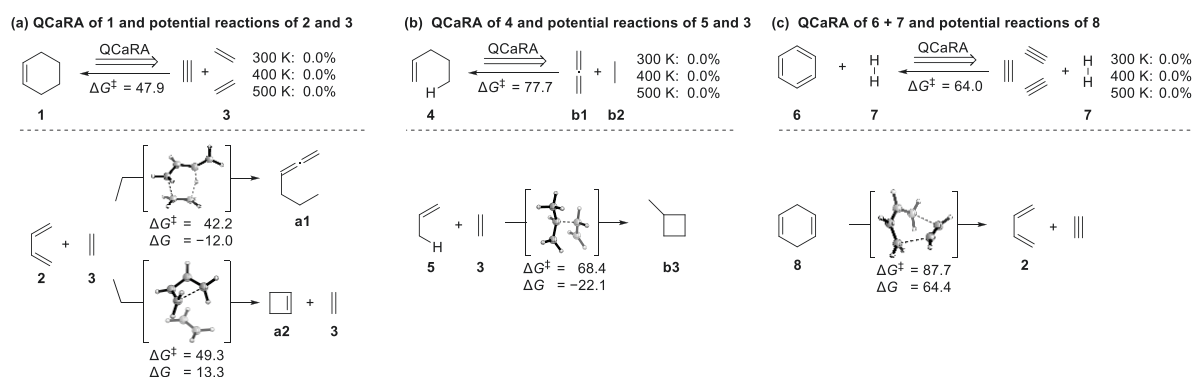 (a) QCaRA of 1 and potential reactions of 2 and 3
QCaRA
ΔG‡ = 47.9
+
300 K: 0.0%
400 K: 0.0%
500 K: 0.0%
1
3
2
+
3
ΔG‡ = 42.2
ΔG = −12.0
a1
ΔG‡ = 49.3
ΔG = 13.3
a2
+
3
(b) QCaRA of 4 and potential reactions of 5 and 3
H
QCaRA
ΔG‡ = 77.7
+
300 K: 0.0%
400 K: 0.0%
500 K: 0.0%
4
b1
b2
H
+
5
3
ΔG‡ = 68.4
ΔG = −22.1
b3
(c) QCaRA of 6 + 7 and potential reactions of 8
+
H
H
QCaRA
ΔG‡ = 64.0
+
H
H
300 K: 0.0%
400 K: 0.0%
500 K: 0.0%
6
7
7
8
ΔG‡ = 87.7
ΔG = 64.4
+
2